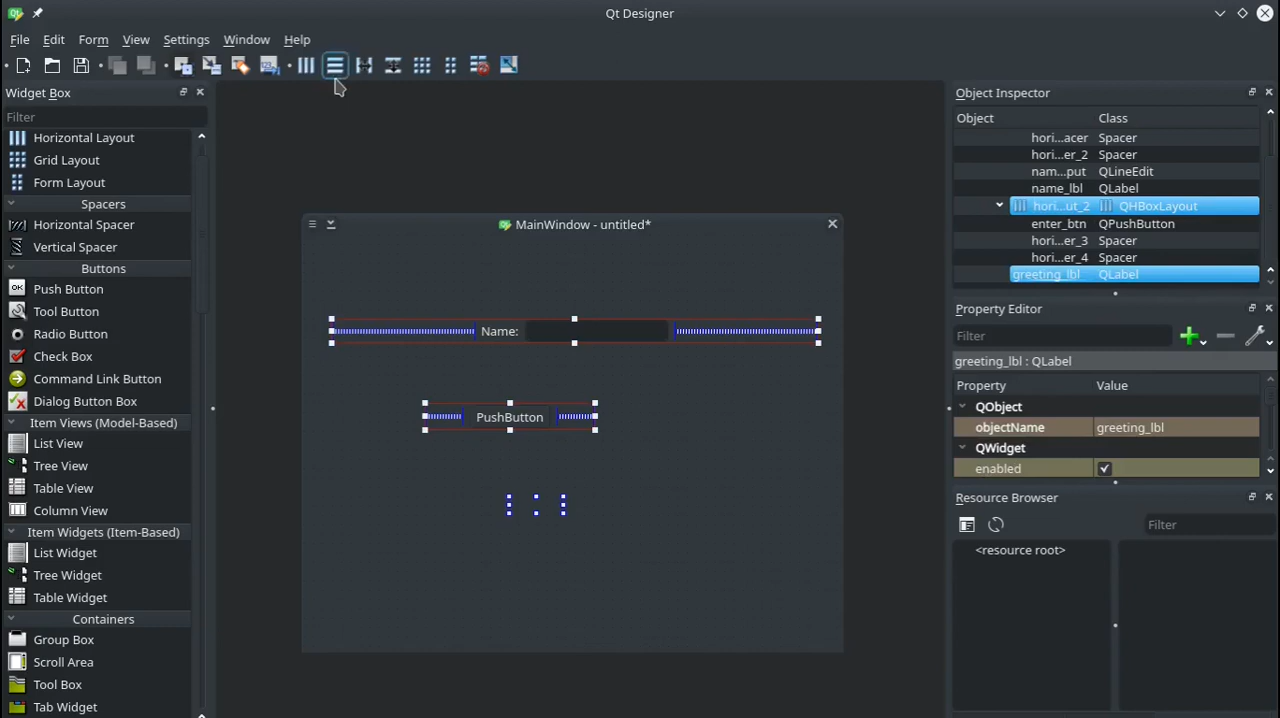 Qt Designer
File Edit Form View Settings Window Help
Widget Box
Filter
Horizontal Layout
Grid Layout
Form Layout
Spacers
Horizontal Spacer
Vertical Spacer
Buttons
Push Button
Tool Button
Radio Button
Check Box
Command Link Button
Dialog Button Box
Item Views (Model-Based)
List View
Tree View
Table View
Column View
Item Widgets (Item-Based)
List Widget
Tree Widget
Table Widget
Containers
Group Box
Scroll Area
Tool Box
Tab Widget
MainWindow - untitled*
Name:
PushButton
Object Inspector
Object Class
hori...acer Spacer
hori...er_2 Spacer
nam...put QLineEdit
name_lbl QLabel
hori...ut_2 QHBoxLayout
enter_btn QPushButton
hori...er_3 Spacer
hori...er_4 Spacer
greeting_lbl QLabel
Property Editor
Filter
greeting_lbl : QLabel
Property Value
QObject
objectName greeting_lbl
QWidget
enabled
Resource Browser
Filter
<resource root>